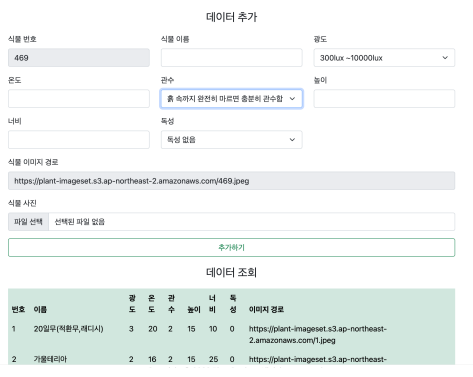 데이터 추가
식물 번호 식물 이름 광도
469 300lux ~10000lux
온도 관수 높이
흙 속까지 완전히 마르면 충분히 관수함
너비 독성
독성 없음
식물 이미지 경로
https://plant-imageset.s3.ap-northeast-2.amazonaws.com/469.jpeg
식물 사진
파일 선택 선택된 파일 없음
추가하기
데이터 조회
번호 이름 광도 온도 관수 높이 너비 독성 이미지 경로
1 20일무(적환무,래디시) 3 20 2 15 10 0 https://plant-imageset.s3.ap-northeast-
2.amazonaws.com/1.jpeg
2 가울테리아 2 16 2 15 25 0 https://plant-imageset.s3.ap-northeast-